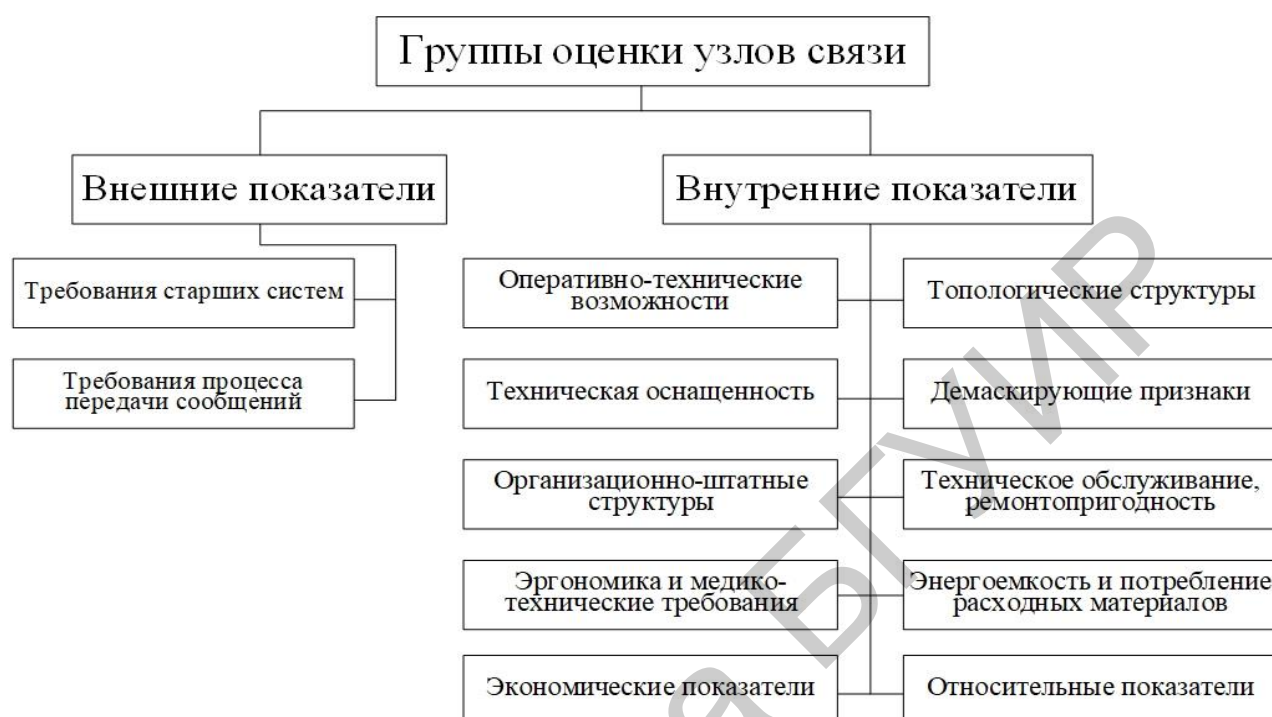 Группы оценки узлов связи
Внешние показатели
Внутренние показатели
Требования старших систем
Требования процесса
передачи сообщений
Оперативно-технические
возможности
Топологические структуры
Техническая оснащенность
Демаскирующие признаки
Организационно-штатные
структуры
Техническое обслуживание,
ремонтопригодность
Эргономика и медико-
технические требования
Энергоемкость и потребление
расходных материалов
Экономические показатели
Относительные показатели
БГУИР